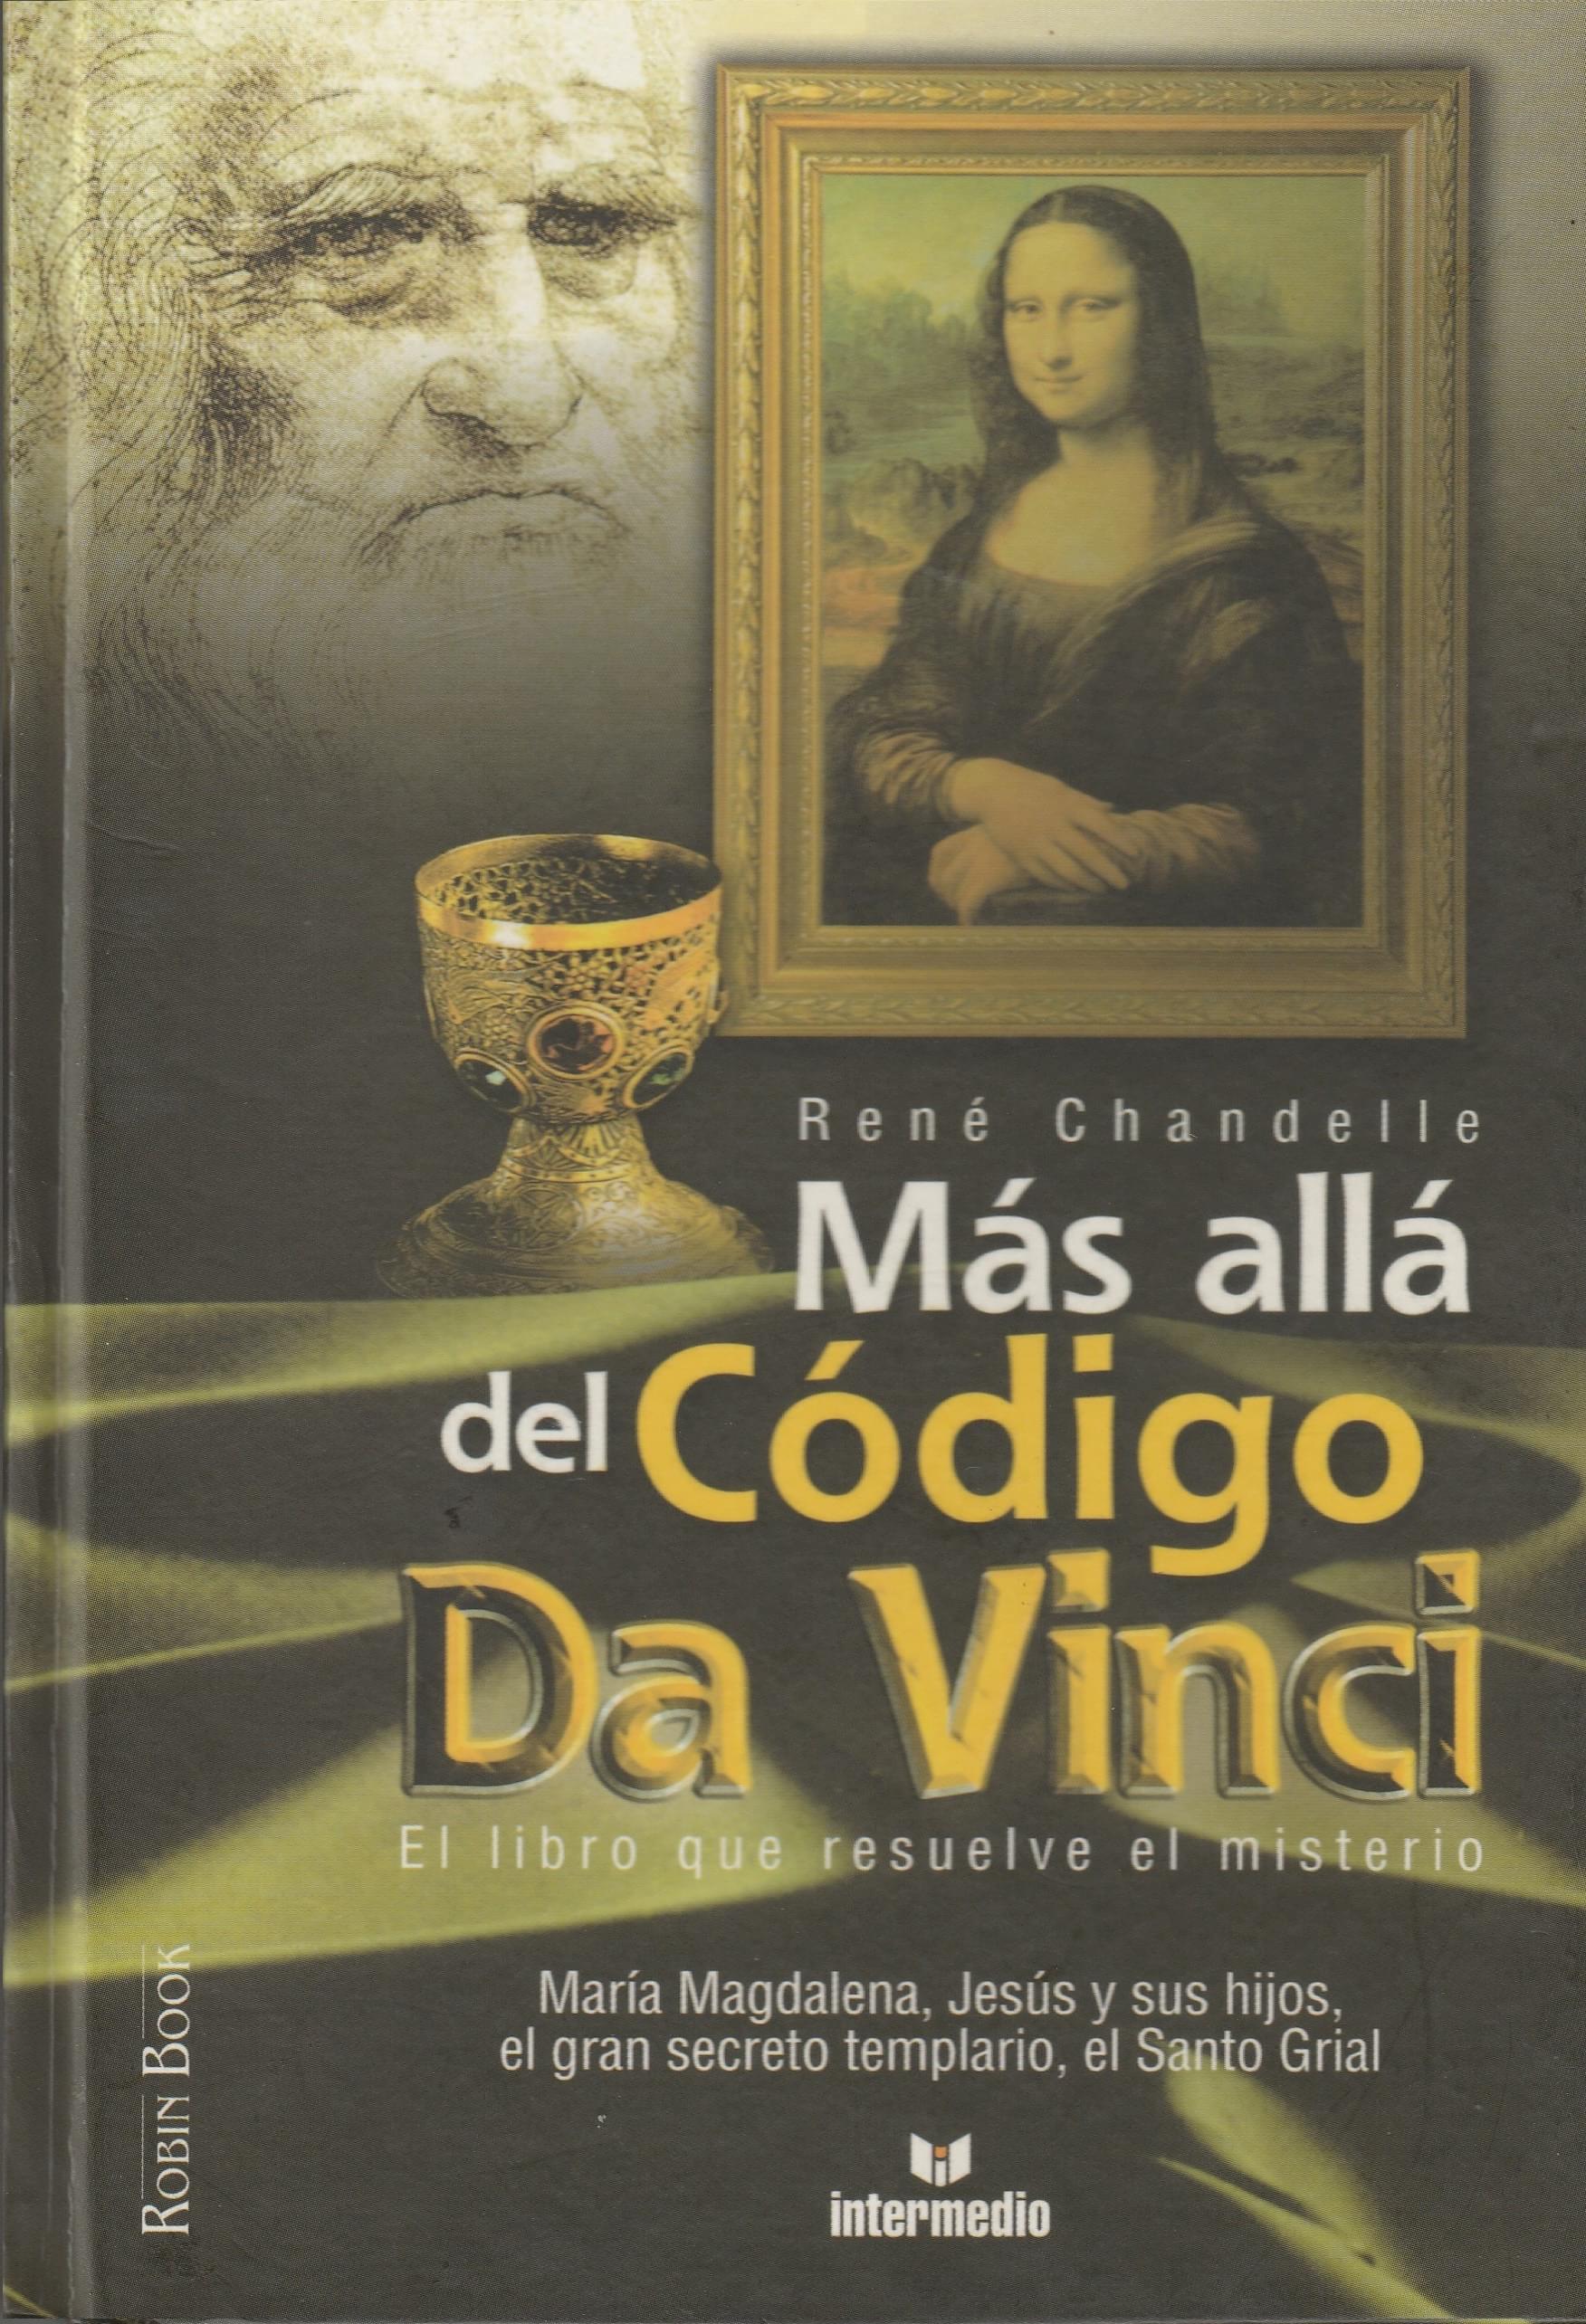 René Chandelle
Más allá
del Código
Da Vinci
El libro que resuelve el misterio
María Magdalena, Jesús y sus hijos,
el gran secreto templario, el Santo Grial
intermedio
ROBIN BOOK